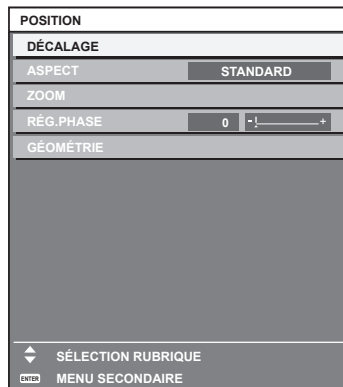 POSITION
DÉCALAGE
ASPECT STANDARD
ZOOM
RÉG.PHASE 0 - +
GÉOMÉTRIE
SÉLECTION RUBRIQUE
ENTER MENU SECONDAIRE